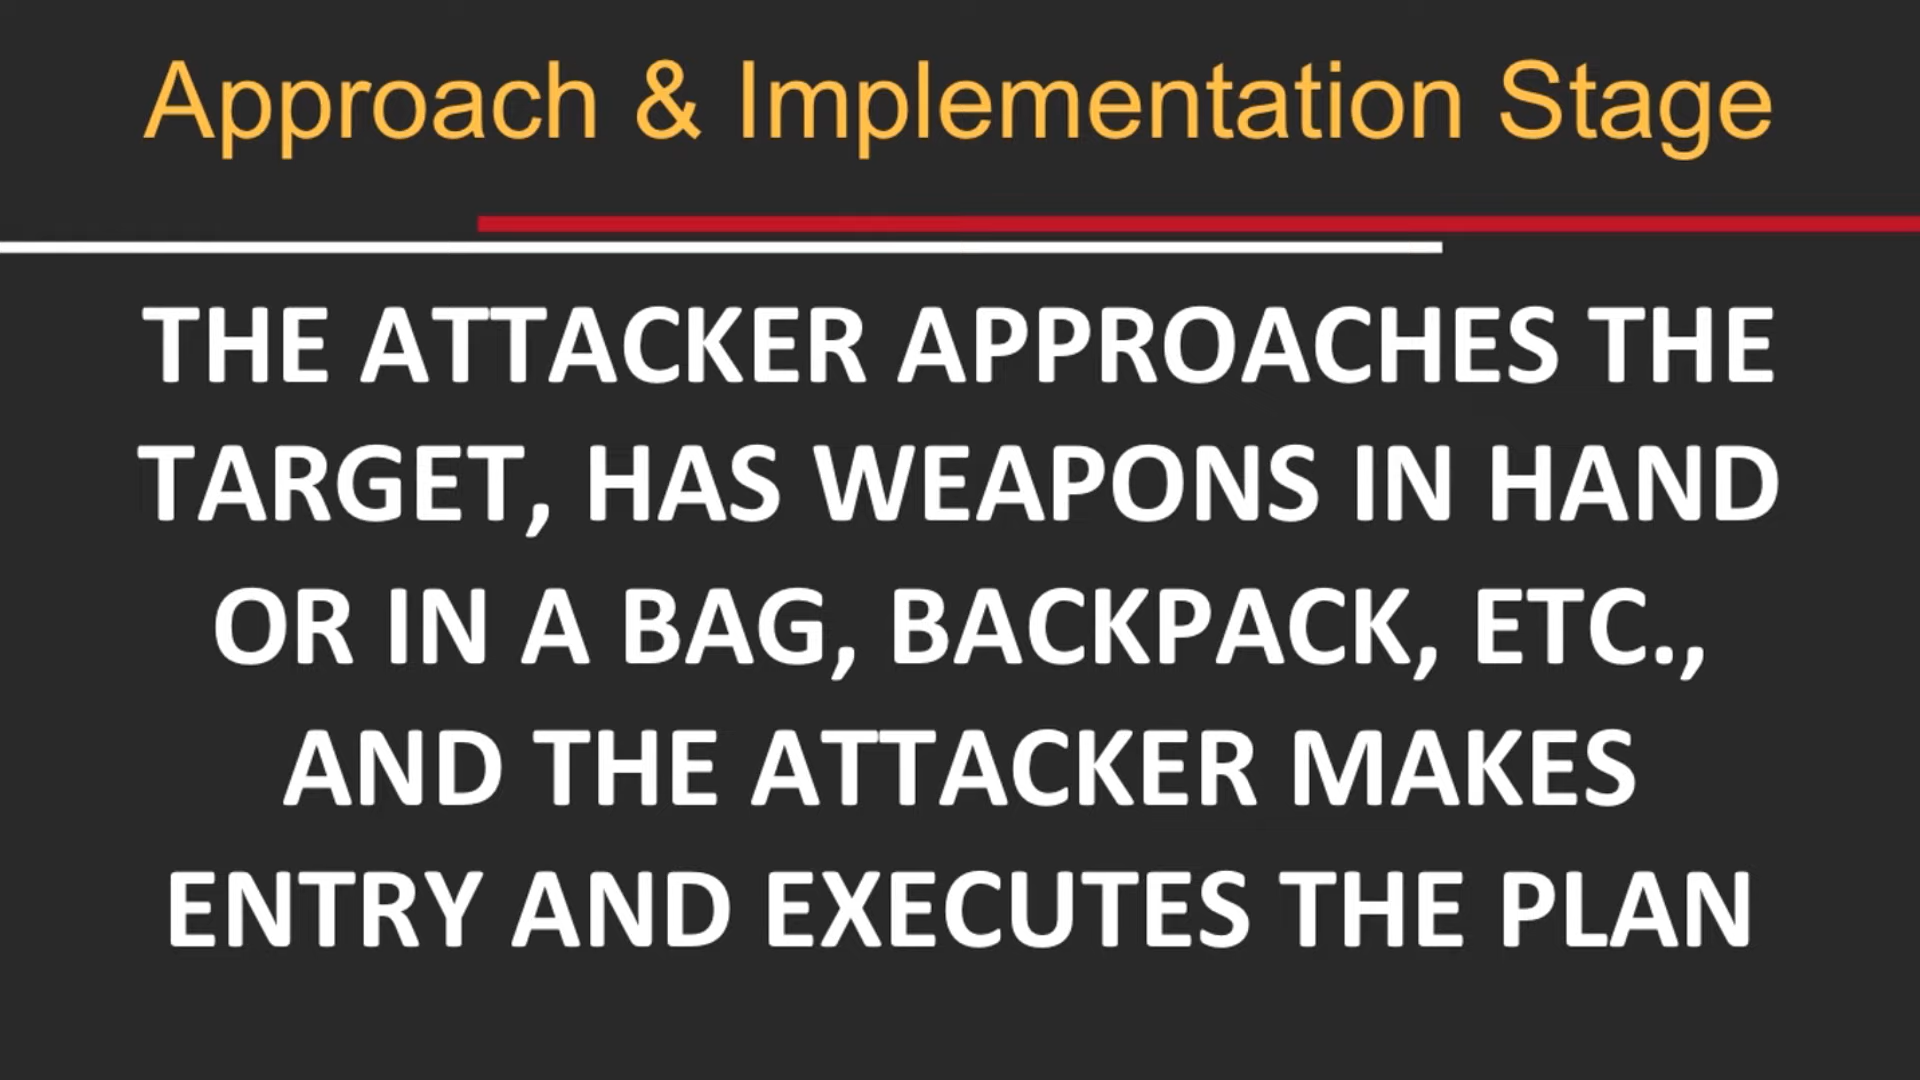 Approach & Implementation Stage
THE ATTACKER APPROACHES THE
TARGET, HAS WEAPONS IN HAND
OR IN A BAG, BACKPACK, ETC.,
AND THE ATTACKER MAKES
ENTRY AND EXECUTES THE PLAN